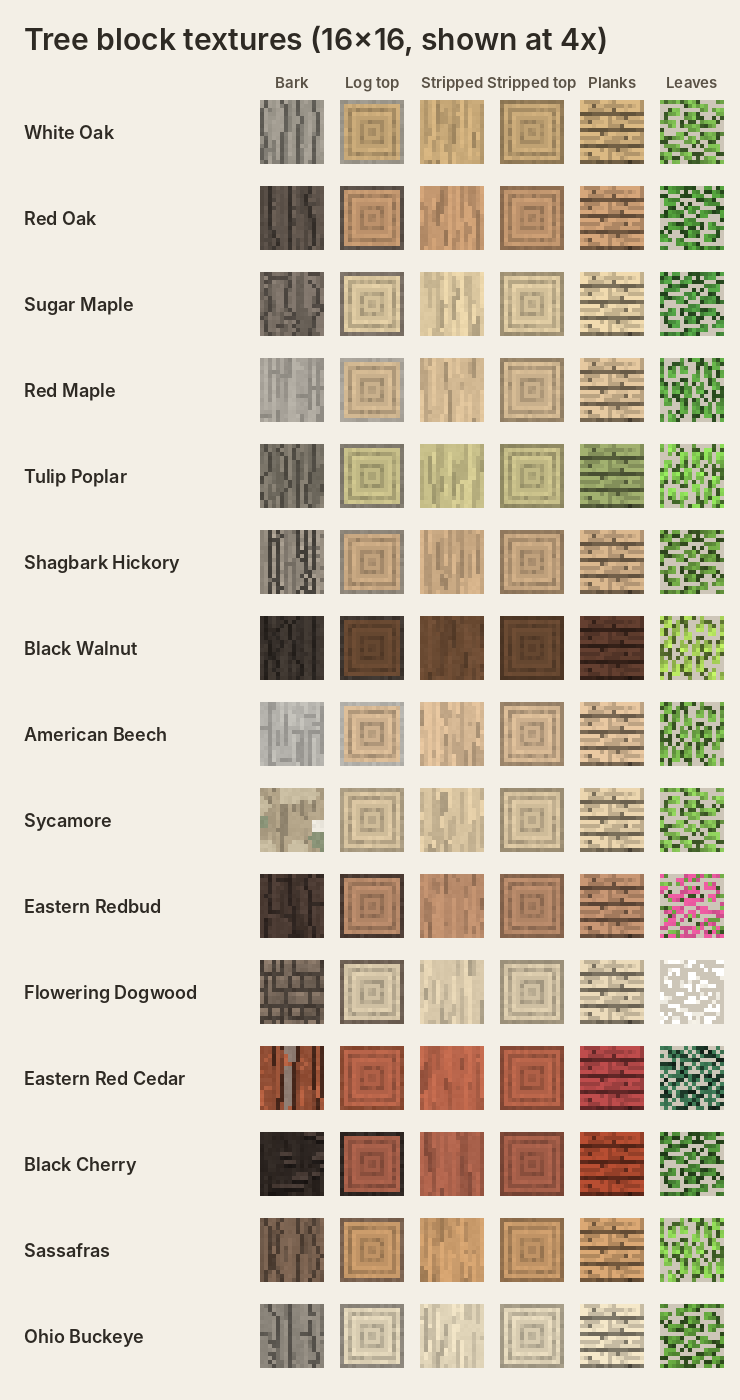 Tree block textures (16×16, shown at 4x)
Bark Log top Stripped Stripped top Planks Leaves
White Oak
Red Oak
Sugar Maple
Red Maple
Tulip Poplar
Shagbark Hickory
Black Walnut
American Beech
Sycamore
Eastern Redbud
Flowering Dogwood
Eastern Red Cedar
Black Cherry
Sassafras
Ohio Buckeye